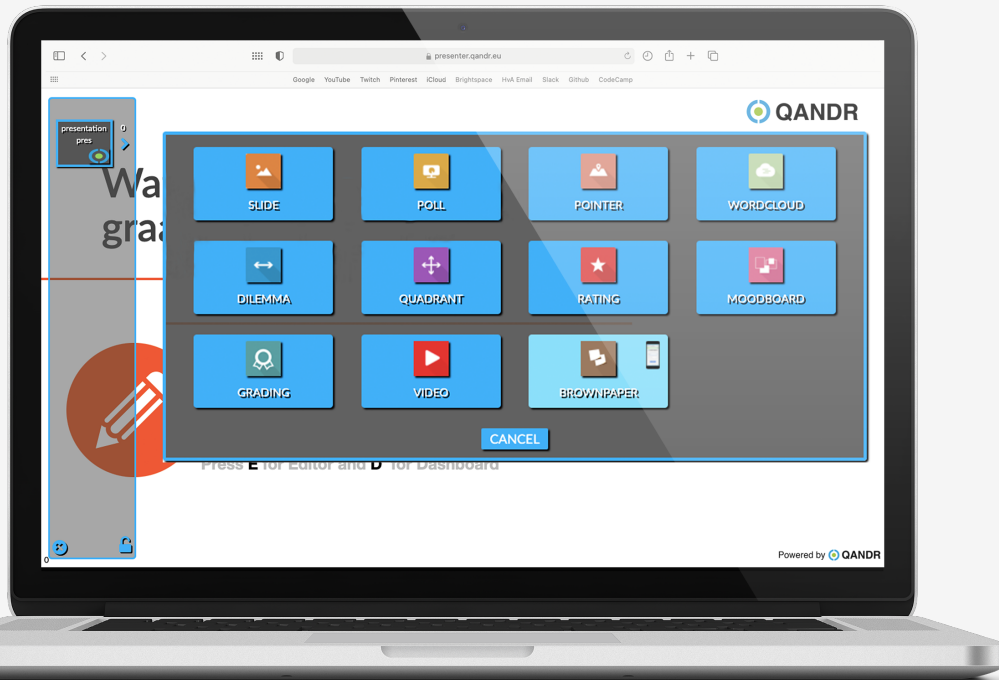 presenter.qandr.eu
Google YouTube Twitch Pinterest iCloud Brightspace HvA Email Slack Github CodeCamp
QANDR
presentation 0
pres
Wa
graa
SLIDE POLL POINTER WORDCLOUD
DILEMMA QUADRANT RATING MOODBOARD
GRADING VIDEO BROWNPAPER
CANCEL
Press E for Editor and D for Dashboard
0
Powered by QANDR